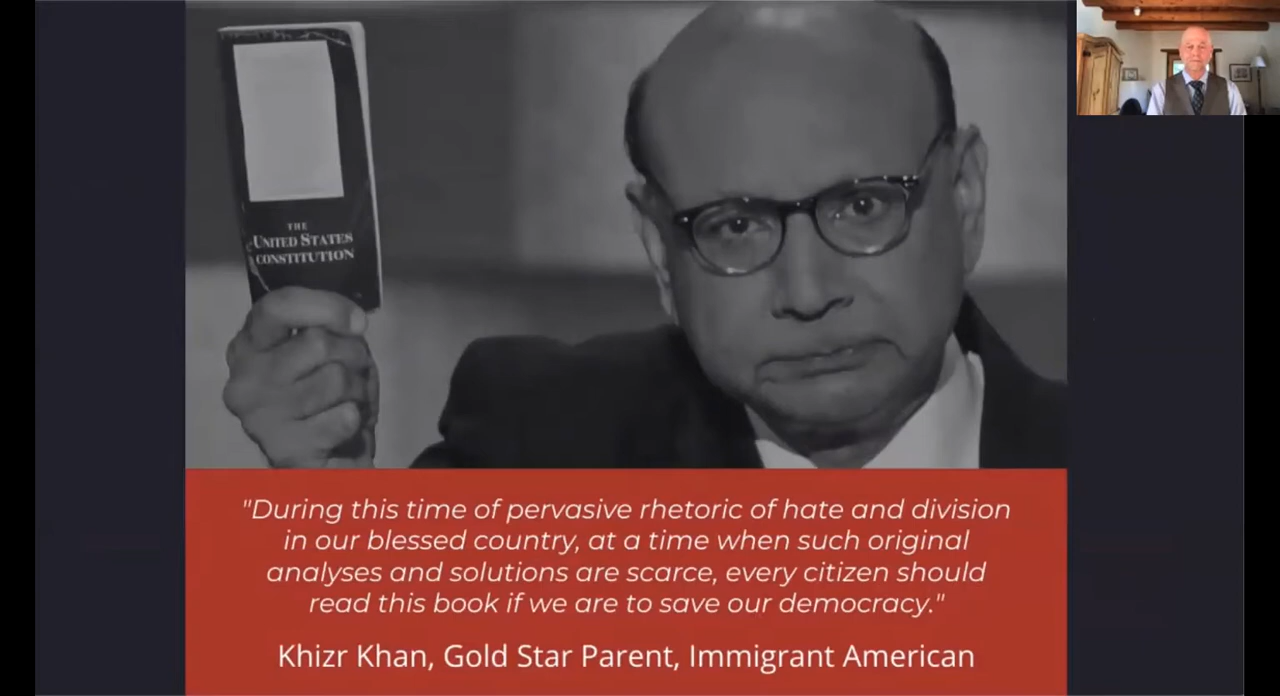 THE
UNITED STATES
CONSTITUTION
"During this time of pervasive rhetoric of hate and division
in our blessed country, at a time when such original
analyses and solutions are scarce, every citizen should
read this book if we are to save our democracy."
Khizr Khan, Gold Star Parent, Immigrant American